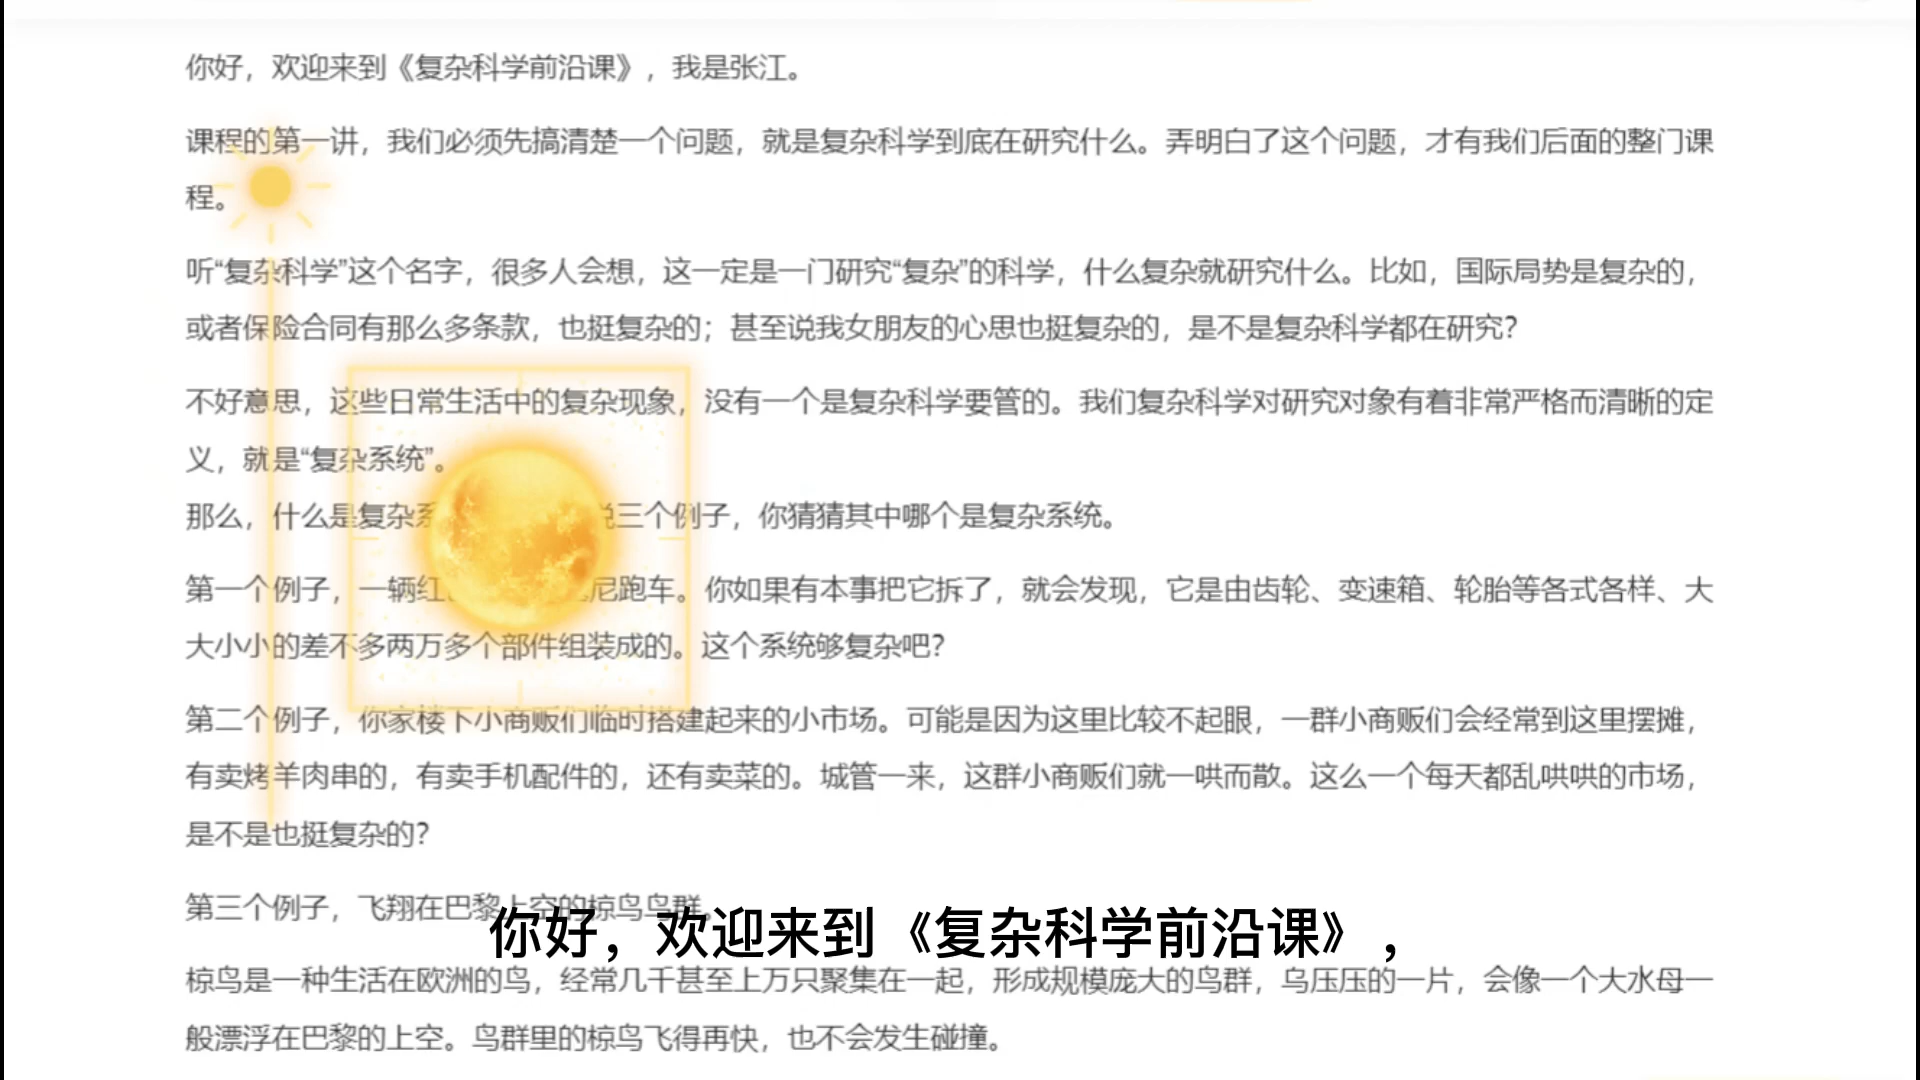 你好，欢迎来到《复杂科学前沿课》，我是张江。
课程的第一讲，我们必须先搞清楚一个问题，就是复杂科学到底在研究什么。弄明白了这个问题，才有我们后面的整门课
程。
听“复杂科学”这个名字，很多人会想，这一定是一门研究“复杂”的科学，什么复杂就研究什么。比如，国际局势是复杂的，
或者保险合同有那么多条款，也挺复杂的；甚至说我女朋友的心思也挺复杂的，是不是复杂科学都在研究？
不好意思，这些日常生活中的复杂现象，没有一个是复杂科学要管的。我们复杂科学对研究对象有着非常严格而清晰的定
义，就是“复杂系统”。
那么，什么是复杂系 说三个例子，你猜猜其中哪个是复杂系统。
第一个例子，一辆红 尼跑车。你如果有本事把它拆了，就会发现，它是由齿轮、变速箱、轮胎等各式各样、大
大小小的差不多两万多个部件组装成的。这个系统够复杂吧？
第二个例子，你家楼下小商贩们临时搭建起来的小市场。可能是因为这里比较不起眼，一群小商贩们会经常到这里摆摊，
有卖烤羊肉串的，有卖手机配件的，还有卖菜的。城管一来，这群小商贩们就一哄而散。这么一个每天都乱哄哄的市场，
是不是也挺复杂的？
第三个例子，飞翔在巴黎上空的椋鸟鸟群。
你好，欢迎来到《复杂科学前沿课》，
椋鸟是一种生活在欧洲的鸟，经常几千甚至上万只聚集在一起，形成规模庞大的鸟群，乌压压的一片，会像一个大水母一
般漂浮在巴黎的上空。鸟群里的椋鸟飞得再快，也不会发生碰撞。